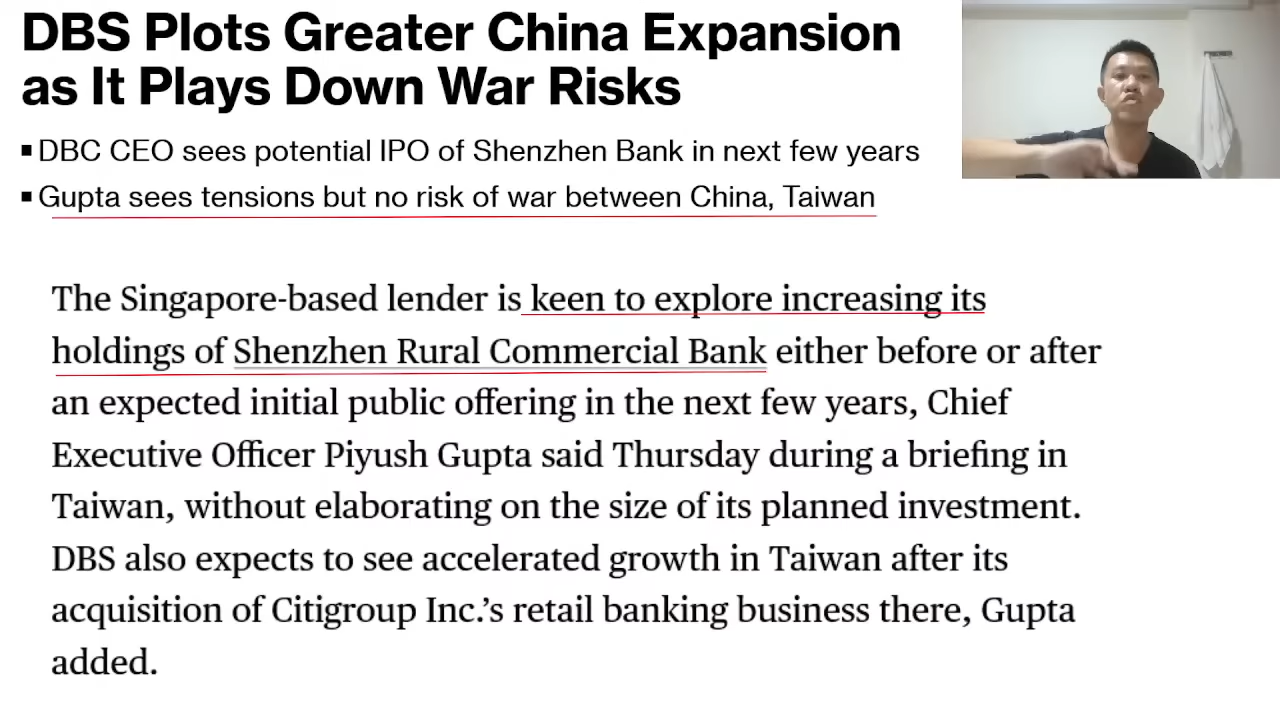 DBS Plots Greater China Expansion
as It Plays Down War Risks
▪ DBC CEO sees potential IPO of Shenzhen Bank in next few years
▪ Gupta sees tensions but no risk of war between China, Taiwan
The Singapore-based lender is keen to explore increasing its
holdings of Shenzhen Rural Commercial Bank either before or after
an expected initial public offering in the next few years, Chief
Executive Officer Piyush Gupta said Thursday during a briefing in
Taiwan, without elaborating on the size of its planned investment.
DBS also expects to see accelerated growth in Taiwan after its
acquisition of Citigroup Inc.’s retail banking business there, Gupta
added.